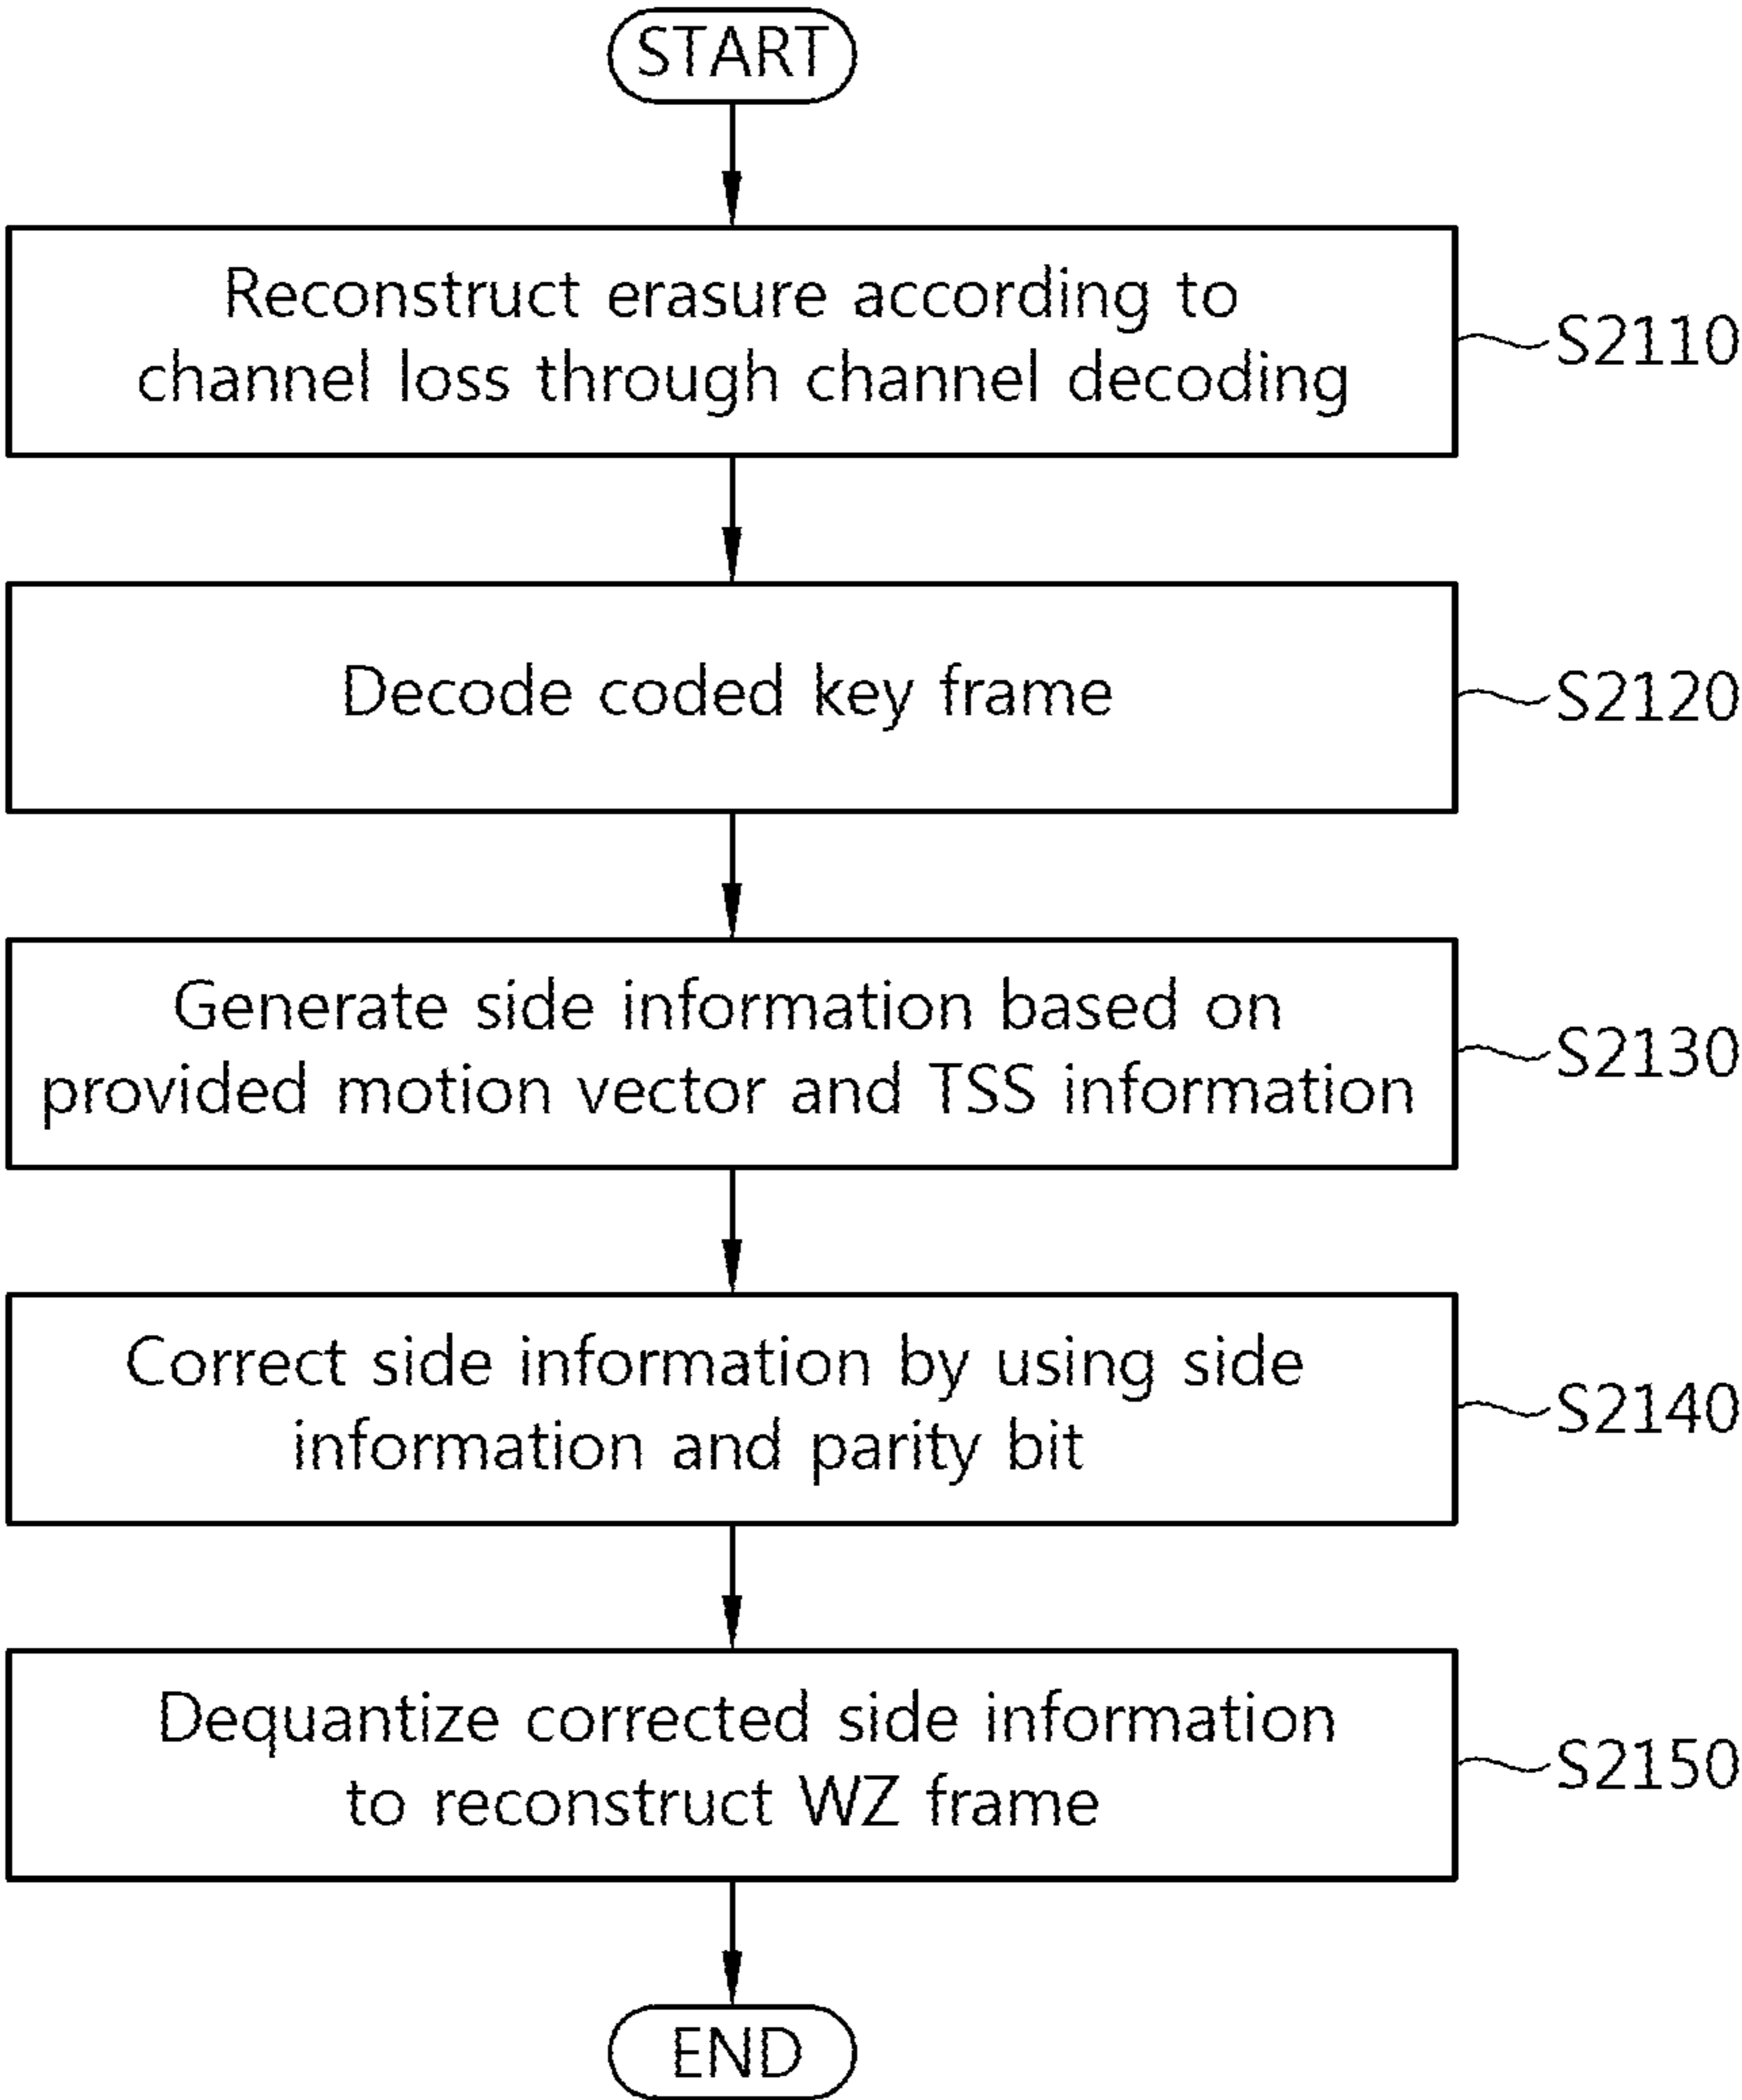 START
Reconstruct erasure according to
channel loss through channel decoding
S2110
Decode coded key frame
S2120
Generate side information based on
provided motion vector and TSS information
S2130
Correct side information by using side
information and parity bit
S2140
Dequantize corrected side information
to reconstruct WZ frame
S2150
END